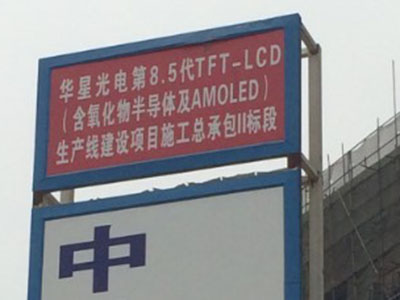 华星光电第8.5代TFT-LCD
(含氧化物半导体及AMOLED)
生产线建设项目施工总承包II标段
中